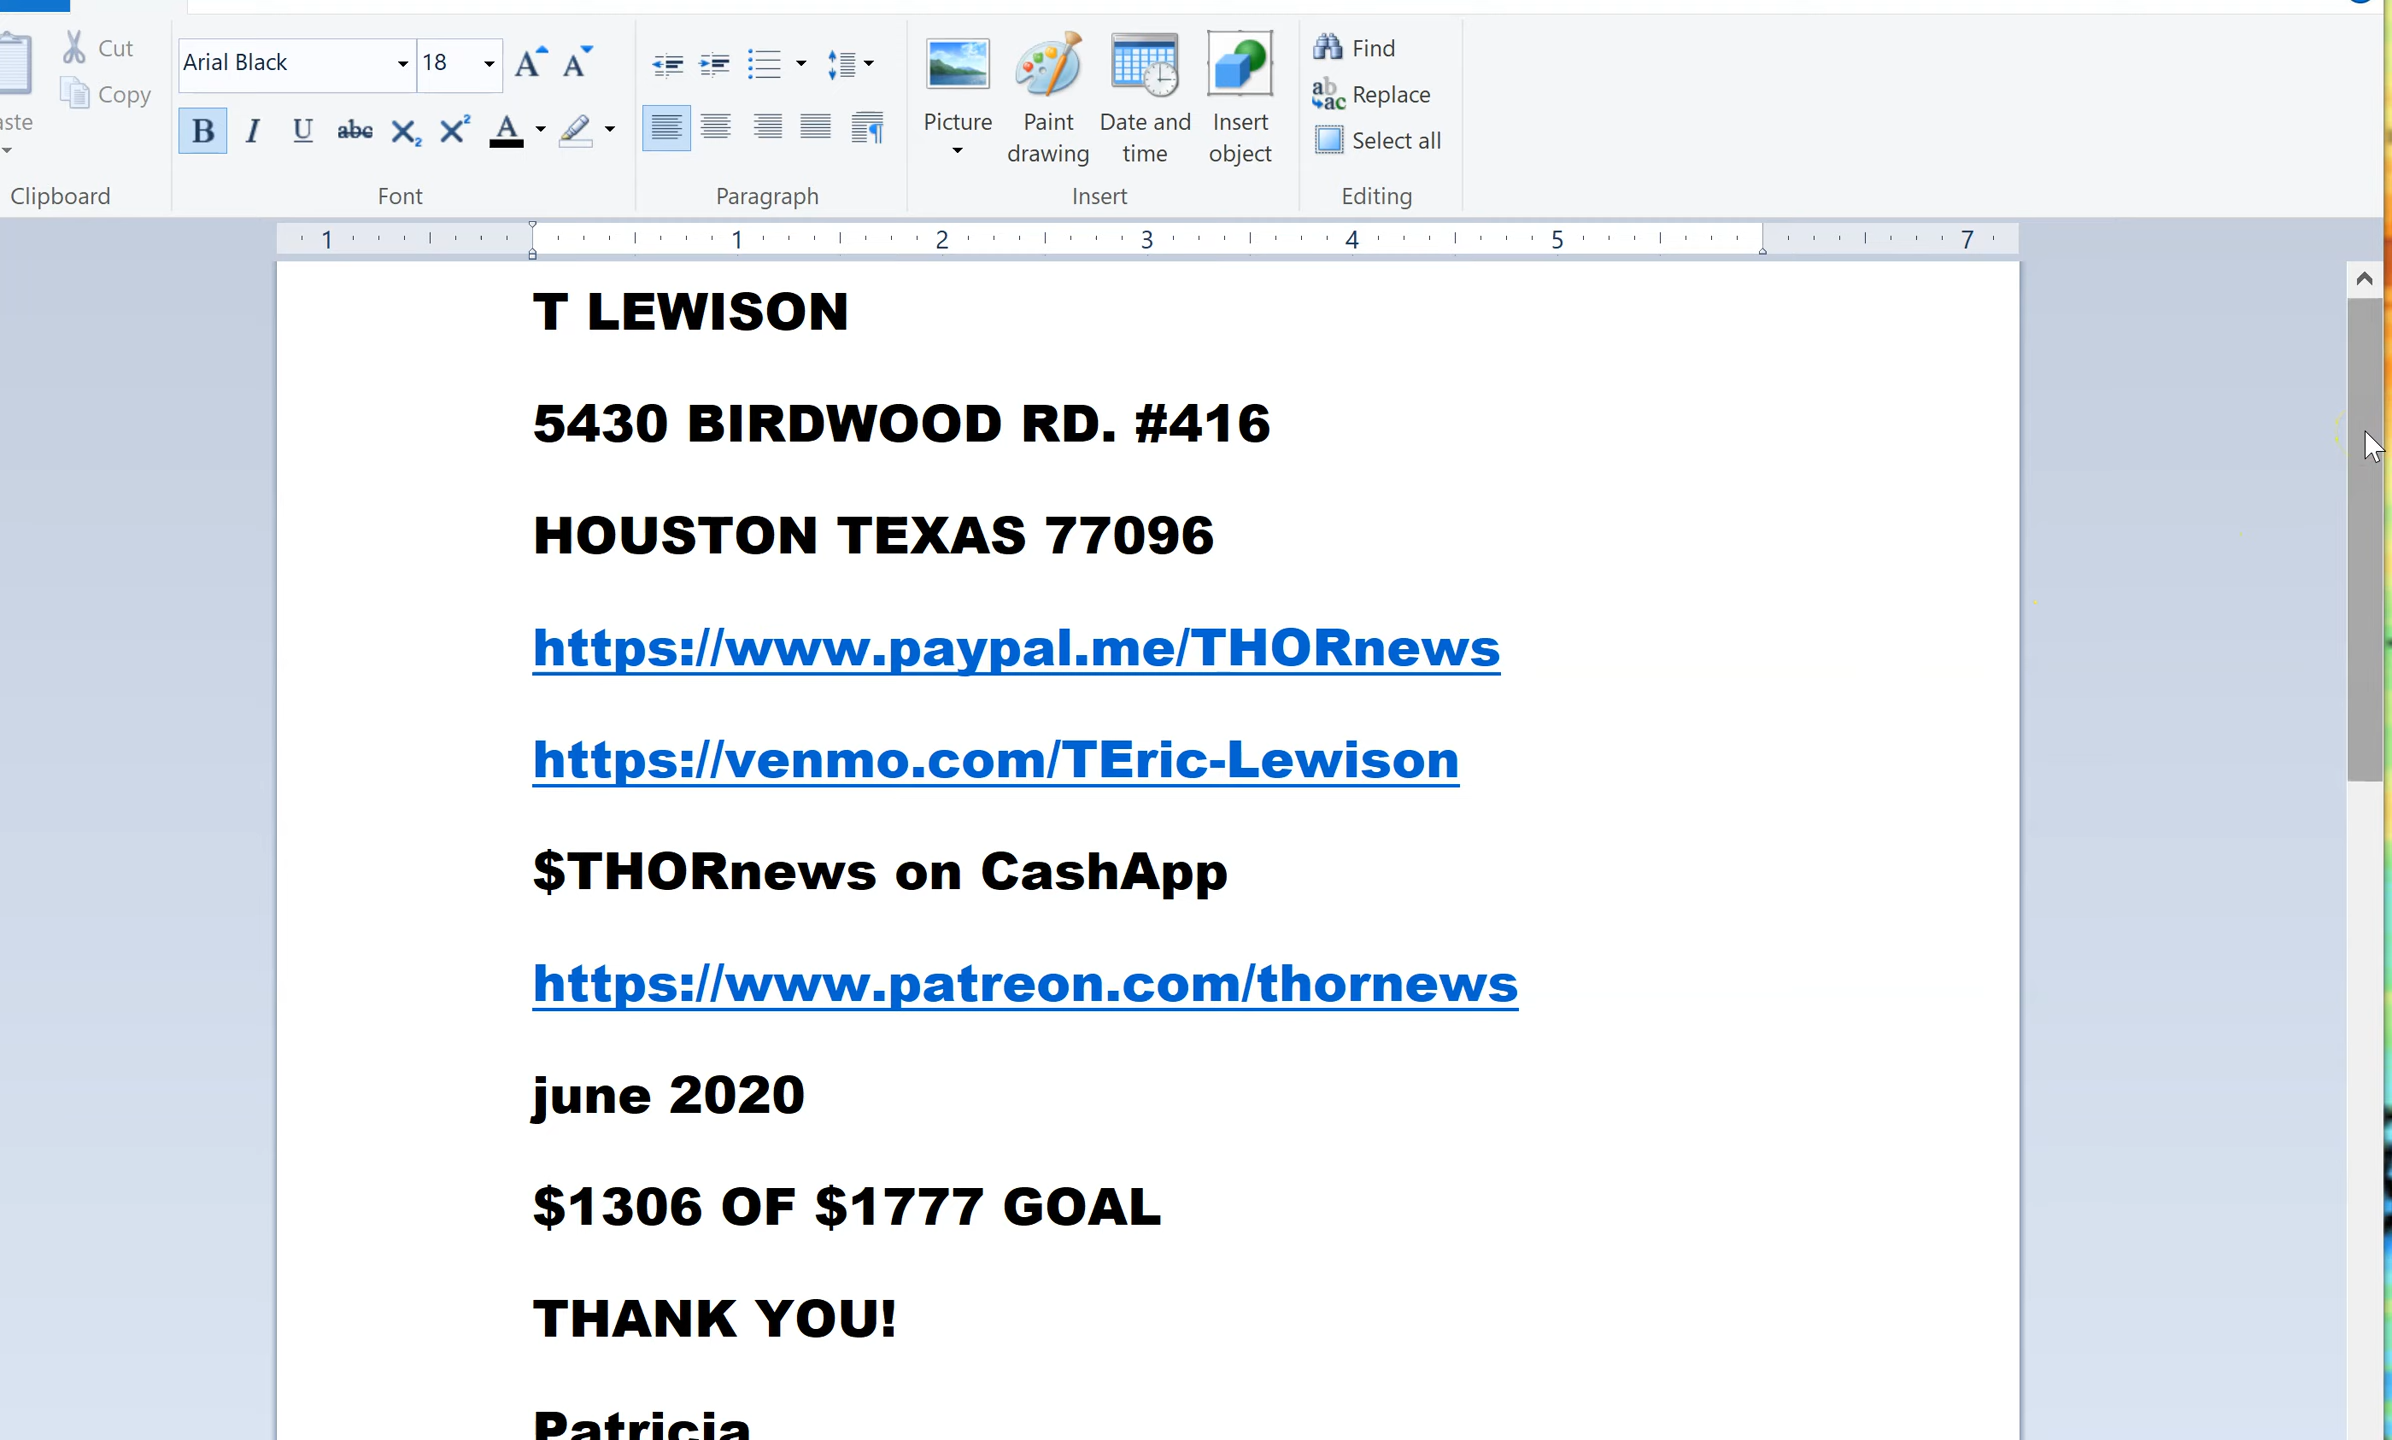 Cut
Copy
Clipboard
Arial Black 18
Font
Paragraph
Picture
Paint drawing
Date and time
Insert object
Insert
Find
Replace
Select all
Editing
1 1 2 3 4 5 7
T LEWISON
5430 BIRDWOOD RD. #416
HOUSTON TEXAS 77096
https://www.paypal.me/THORnews
https://venmo.com/TEric-Lewison
$THORnews on CashApp
https://www.patreon.com/thornews
june 2020
$1306 OF $1777 GOAL
THANK YOU!
Patricia